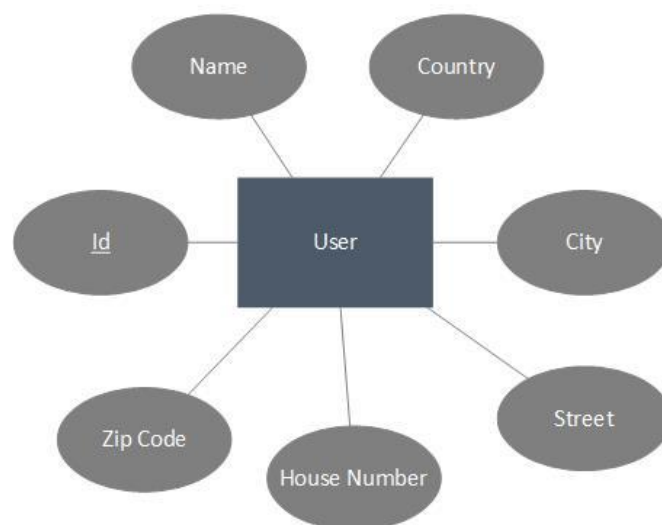 Name
Country
Id
User
City
Zip Code
House Number
Street